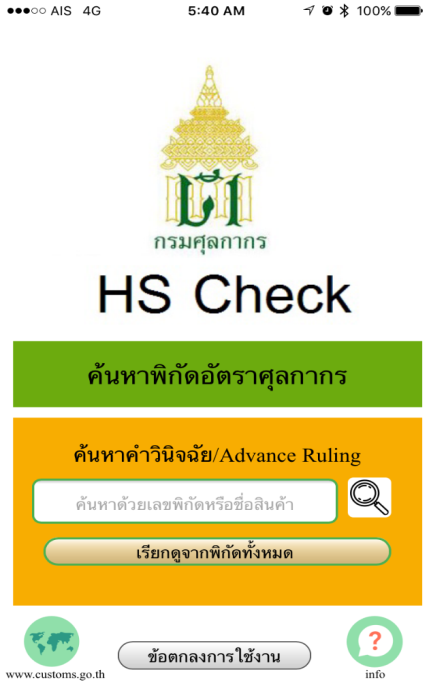 AIS 4G 5:40 AM 100%
กรมศุลกากร
HS Check
ค้นหาพิกัดอัตราศุลกากร
ค้นหาคำวินิจฉัย/Advance Ruling
ค้นหาด้วยเลขพิกัดหรือชื่อสินค้า
เรียกดูจากพิกัดทั้งหมด
ข้อตกลงการใช้งาน
?
www.customs.go.th
info